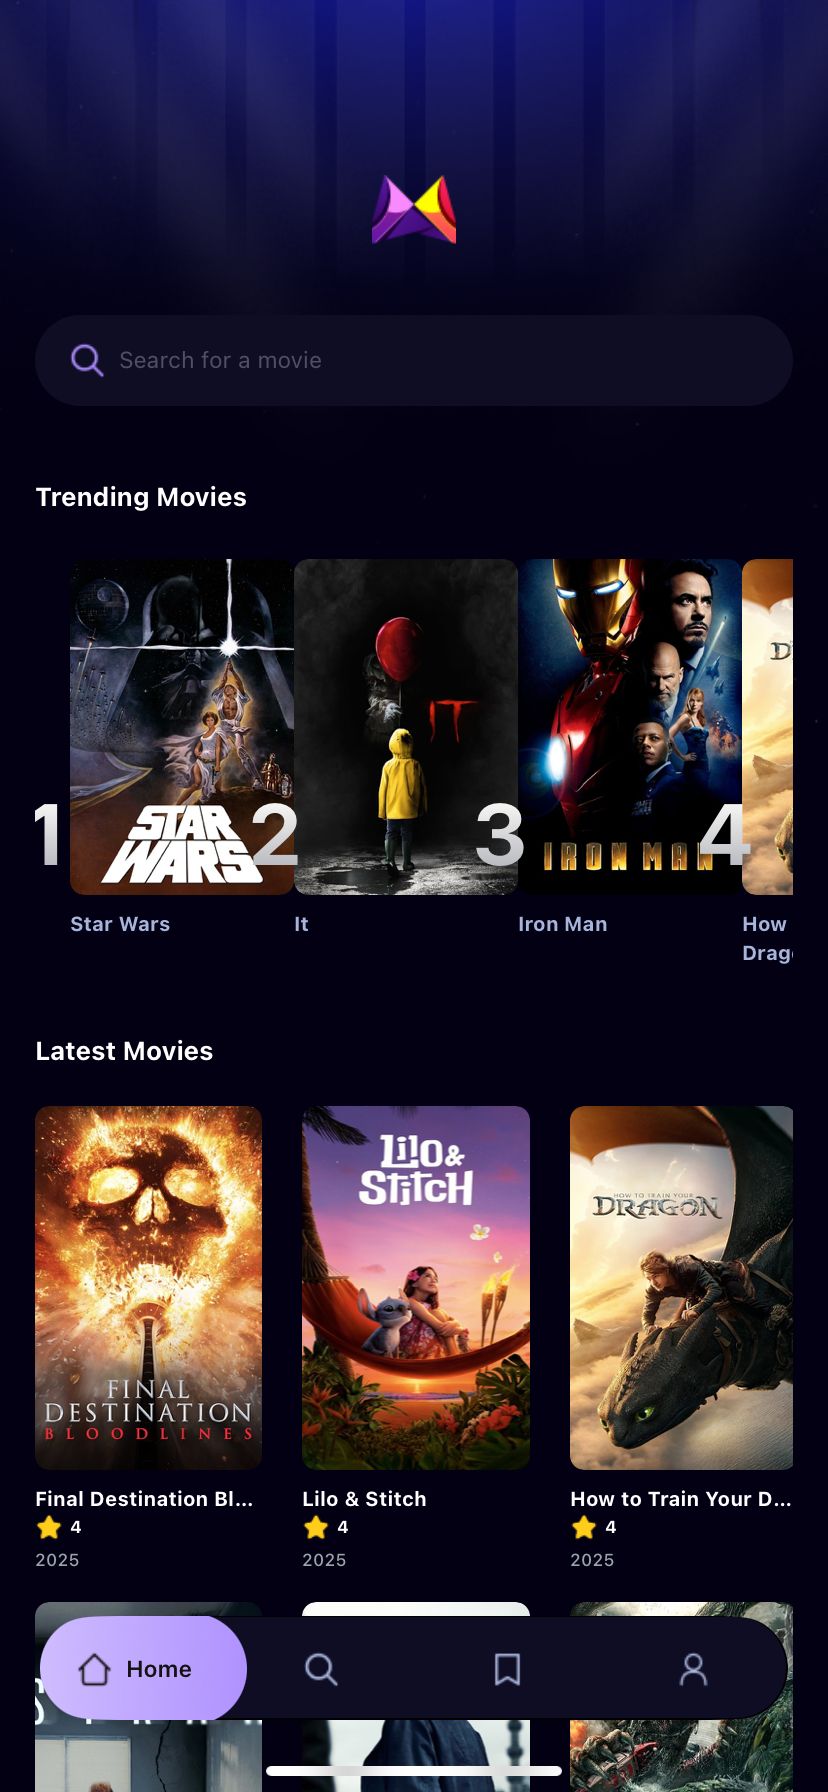 Search for a movie
Trending Movies
STAR
WARS
IT
IRON MAN
1
2
3
4
Star Wars
It
Iron Man
How
Latest Movies
FINAL
DESTINATION
BLOODLINES
Lilo &
Stitch
HOW TO TRAIN YOUR
DRAGON
Final Destination Bl...
Lilo & Stitch
How to Train Your D...
4
4
4
2025
2025
2025
Home